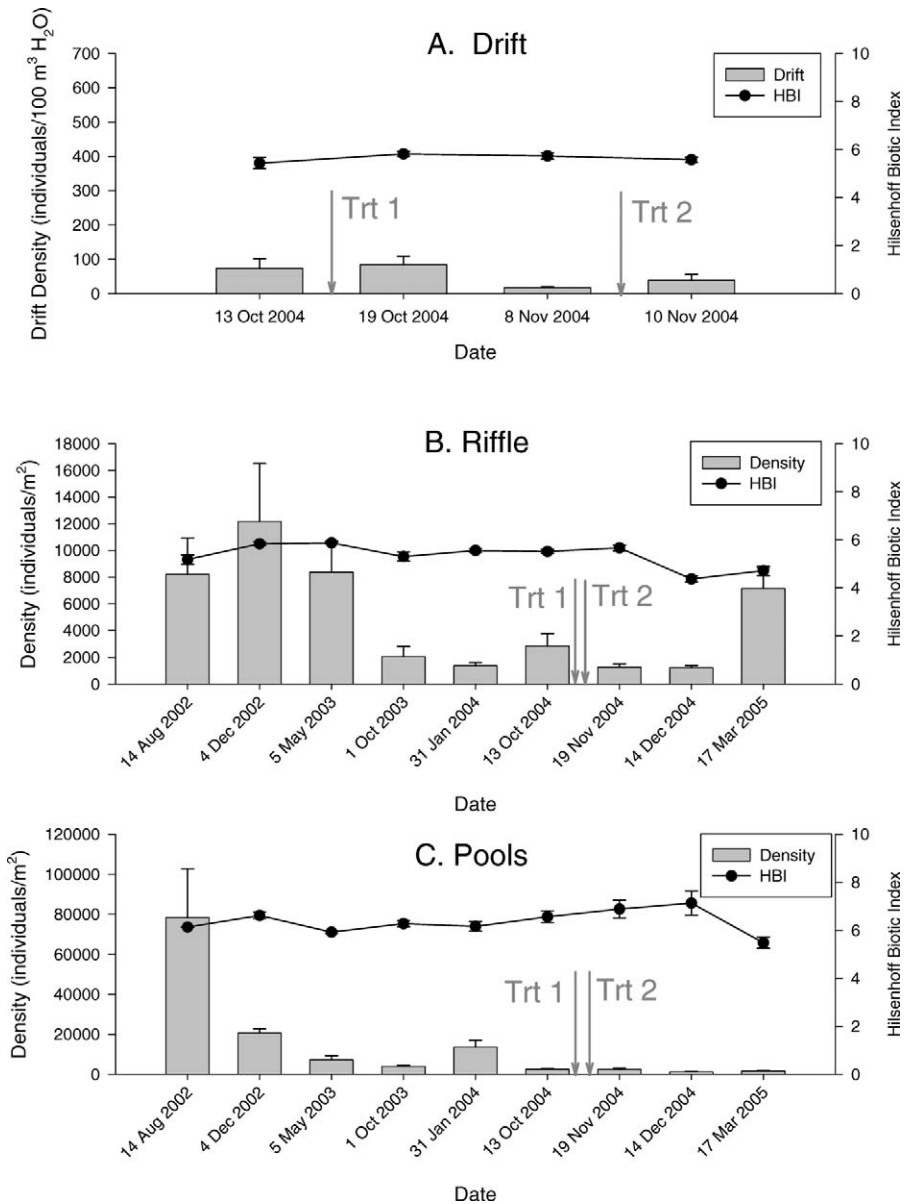 A. Drift
Drift Density (individuals/100 m³ H₂O)
700
600
500
400
300
200
100
0
Trt 1
Trt 2
Drift
HBI
10
8
6
4
2
0
Hilsenhoff Biotic Index
13 Oct 2004
19 Oct 2004
8 Nov 2004
10 Nov 2004
Date
B. Riffle
Density (individuals/m²)
18000
16000
14000
12000
10000
8000
6000
4000
2000
0
Trt 1
Trt 2
Density
HBI
10
8
6
4
2
0
Hilsenhoff Biotic Index
14 Aug 2002
4 Dec 2002
5 May 2003
1 Oct 2003
31 Jan 2004
13 Oct 2004
19 Nov 2004
14 Dec 2004
17 Mar 2005
Date
C. Pools
Density (individuals/m²)
120000
100000
80000
60000
40000
20000
0
Trt 1
Trt 2
Density
HBI
10
8
6
4
2
0
Hilsenhoff Biotic Index
14 Aug 2002
4 Dec 2002
5 May 2003
1 Oct 2003
31 Jan 2004
13 Oct 2004
19 Nov 2004
14 Dec 2004
17 Mar 2005
Date